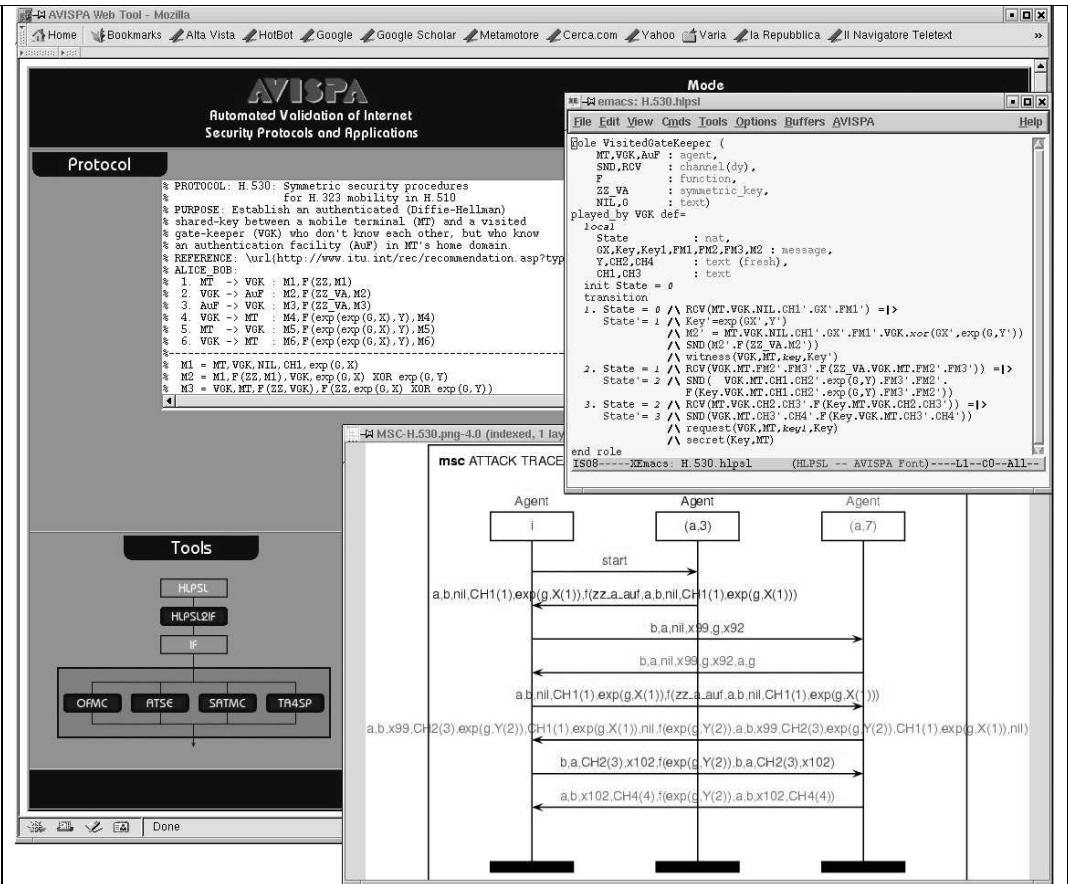 AVISPA Web Tool - Mozilla
Home Bookmarks Alta Vista HotBot Google Google Scholar Metamotore Cerca.com Yahoo Varia la Repubblica Il Navigatore Teletext »
AVISPA
Automated Validation of Internet
Security Protocols and Applications
Mode
Protocol
% PROTOCOL: H.530: Symmetric security procedures
% for H.323 mobility in H.510
% PURPOSE: Establish an authenticated (Diffie-Hellman)
% shared-key between a mobile terminal (MT) and a visited
% gate-keeper (VGK) who don't know each other, but who know
% an authentication facility (AuF) in MT's home domain.
% REFERENCE: \url{http://www.itu.int/rec/recommendation.asp?typ
% ALICE_BOB:
% 1. MT -> VGK : M1,F(ZZ,M1)
% 2. VGK -> AuF : M2,F(ZZ_VA,M2)
% 3. AuF -> VGK : M3,F(ZZ_VA,M3)
% 4. VGK -> MT : M4,F(exp(exp(G,X),Y),M4)
% 5. MT -> VGK : M5,F(exp(exp(G,X),Y),M5)
% 6. VGK -> MT : M6,F(exp(exp(G,X),Y),M6)
%--------------------------------------------------
% M1 = MT,VGK,NIL,CH1,exp(G,X)
% M2 = M1,F(ZZ,M1),VGK,exp(G,X) XOR exp(G,Y)
% M3 = VGK,MT,F(ZZ,VGK),F(ZZ,exp(G,X) XOR exp(G,Y))
emacs: H.530.hlpsl
File Edit View Cmds Tools Options Buffers AVISPA Help
role VisitedGateKeeper (
MT,VGK,AuF : agent,
SND,RCV : channel(dy),
F : function,
ZZ_VA : symmetric_key,
NIL,G : text)
played_by VGK def=
local
State : nat,
GX,Key,Key1,FM1,FM2,FM3,M2 : message,
Y,CH2,CH4 : text (fresh),
CH1,CH3 : text
init State = 0
transition
1. State = 0 /\ RCV(MT.VGK.NIL.CH1'.GX'.FM1') =|>
State'= 1 /\ Key'=exp(GX',Y')
/\ M2' = MT.VGK.NIL.CH1'.GX'.FM1'.VGK.xor(GX',exp(G,Y'))
/\ SND(M2'.F(ZZ_VA.M2'))
/\ witness(VGK,MT,key,Key')
2. State = 1 /\ RCV(VGK.MT.FM2'.FM3'.F(ZZ_VA.VGK.MT.FM2'.FM3')) =|>
State'= 2 /\ SND( VGK.MT.CH1.CH2'.exp(G,Y).FM3'.FM2'.
F(Key.VGK.MT.CH1.CH2'.exp(G,Y).FM3'.FM2'))
3. State = 2 /\ RCV(MT.VGK.CH2.CH3'.F(Key.MT.VGK.CH2.CH3')) =|>
State'= 3 /\ SND(VGK.MT.CH3'.CH4'.F(Key.VGK.MT.CH3'.CH4'))
/\ request(VGK,MT,key1,Key)
/\ secret(Key,MT)
end role
ISO8-----XEmacs: H.530.hlpsl (HLPSL -- AVISPA Font)----L1--C0--All--
MSC-H.530.png-4.0 (indexed, 1 lay
msc ATTACK TRACE
Agent Agent Agent
i (a,3) (a,7)
start
a,b,nil,CH1(1),exp(g,X(1)),f(zz_a_auf,a,b,nil,CH1(1),exp(g,X(1)))
b,a,nil,x99,g,x92
b,a,nil,x99,g,x92,a,g
a,b,nil,CH1(1),exp(g,X(1)),f(zz_a_auf,a,b,nil,CH1(1),exp(g,X(1)))
a,b,x99,CH2(3),exp(g,Y(2)),CH1(1),exp(g,X(1)),nil,f(exp(g,Y(2)),a,b,x99,CH2(3),exp(g,Y(2)),CH1(1),exp(g,X(1)),nil)
b,a,CH2(3),x102,f(exp(g,Y(2)),b,a,CH2(3),x102)
a,b,x102,CH4(4),f(exp(g,Y(2)),a,b,x102,CH4(4))
Tools
HLPSL
HLPSL2IF
IF
OFMC ATSE SATMC TA4SP
Done